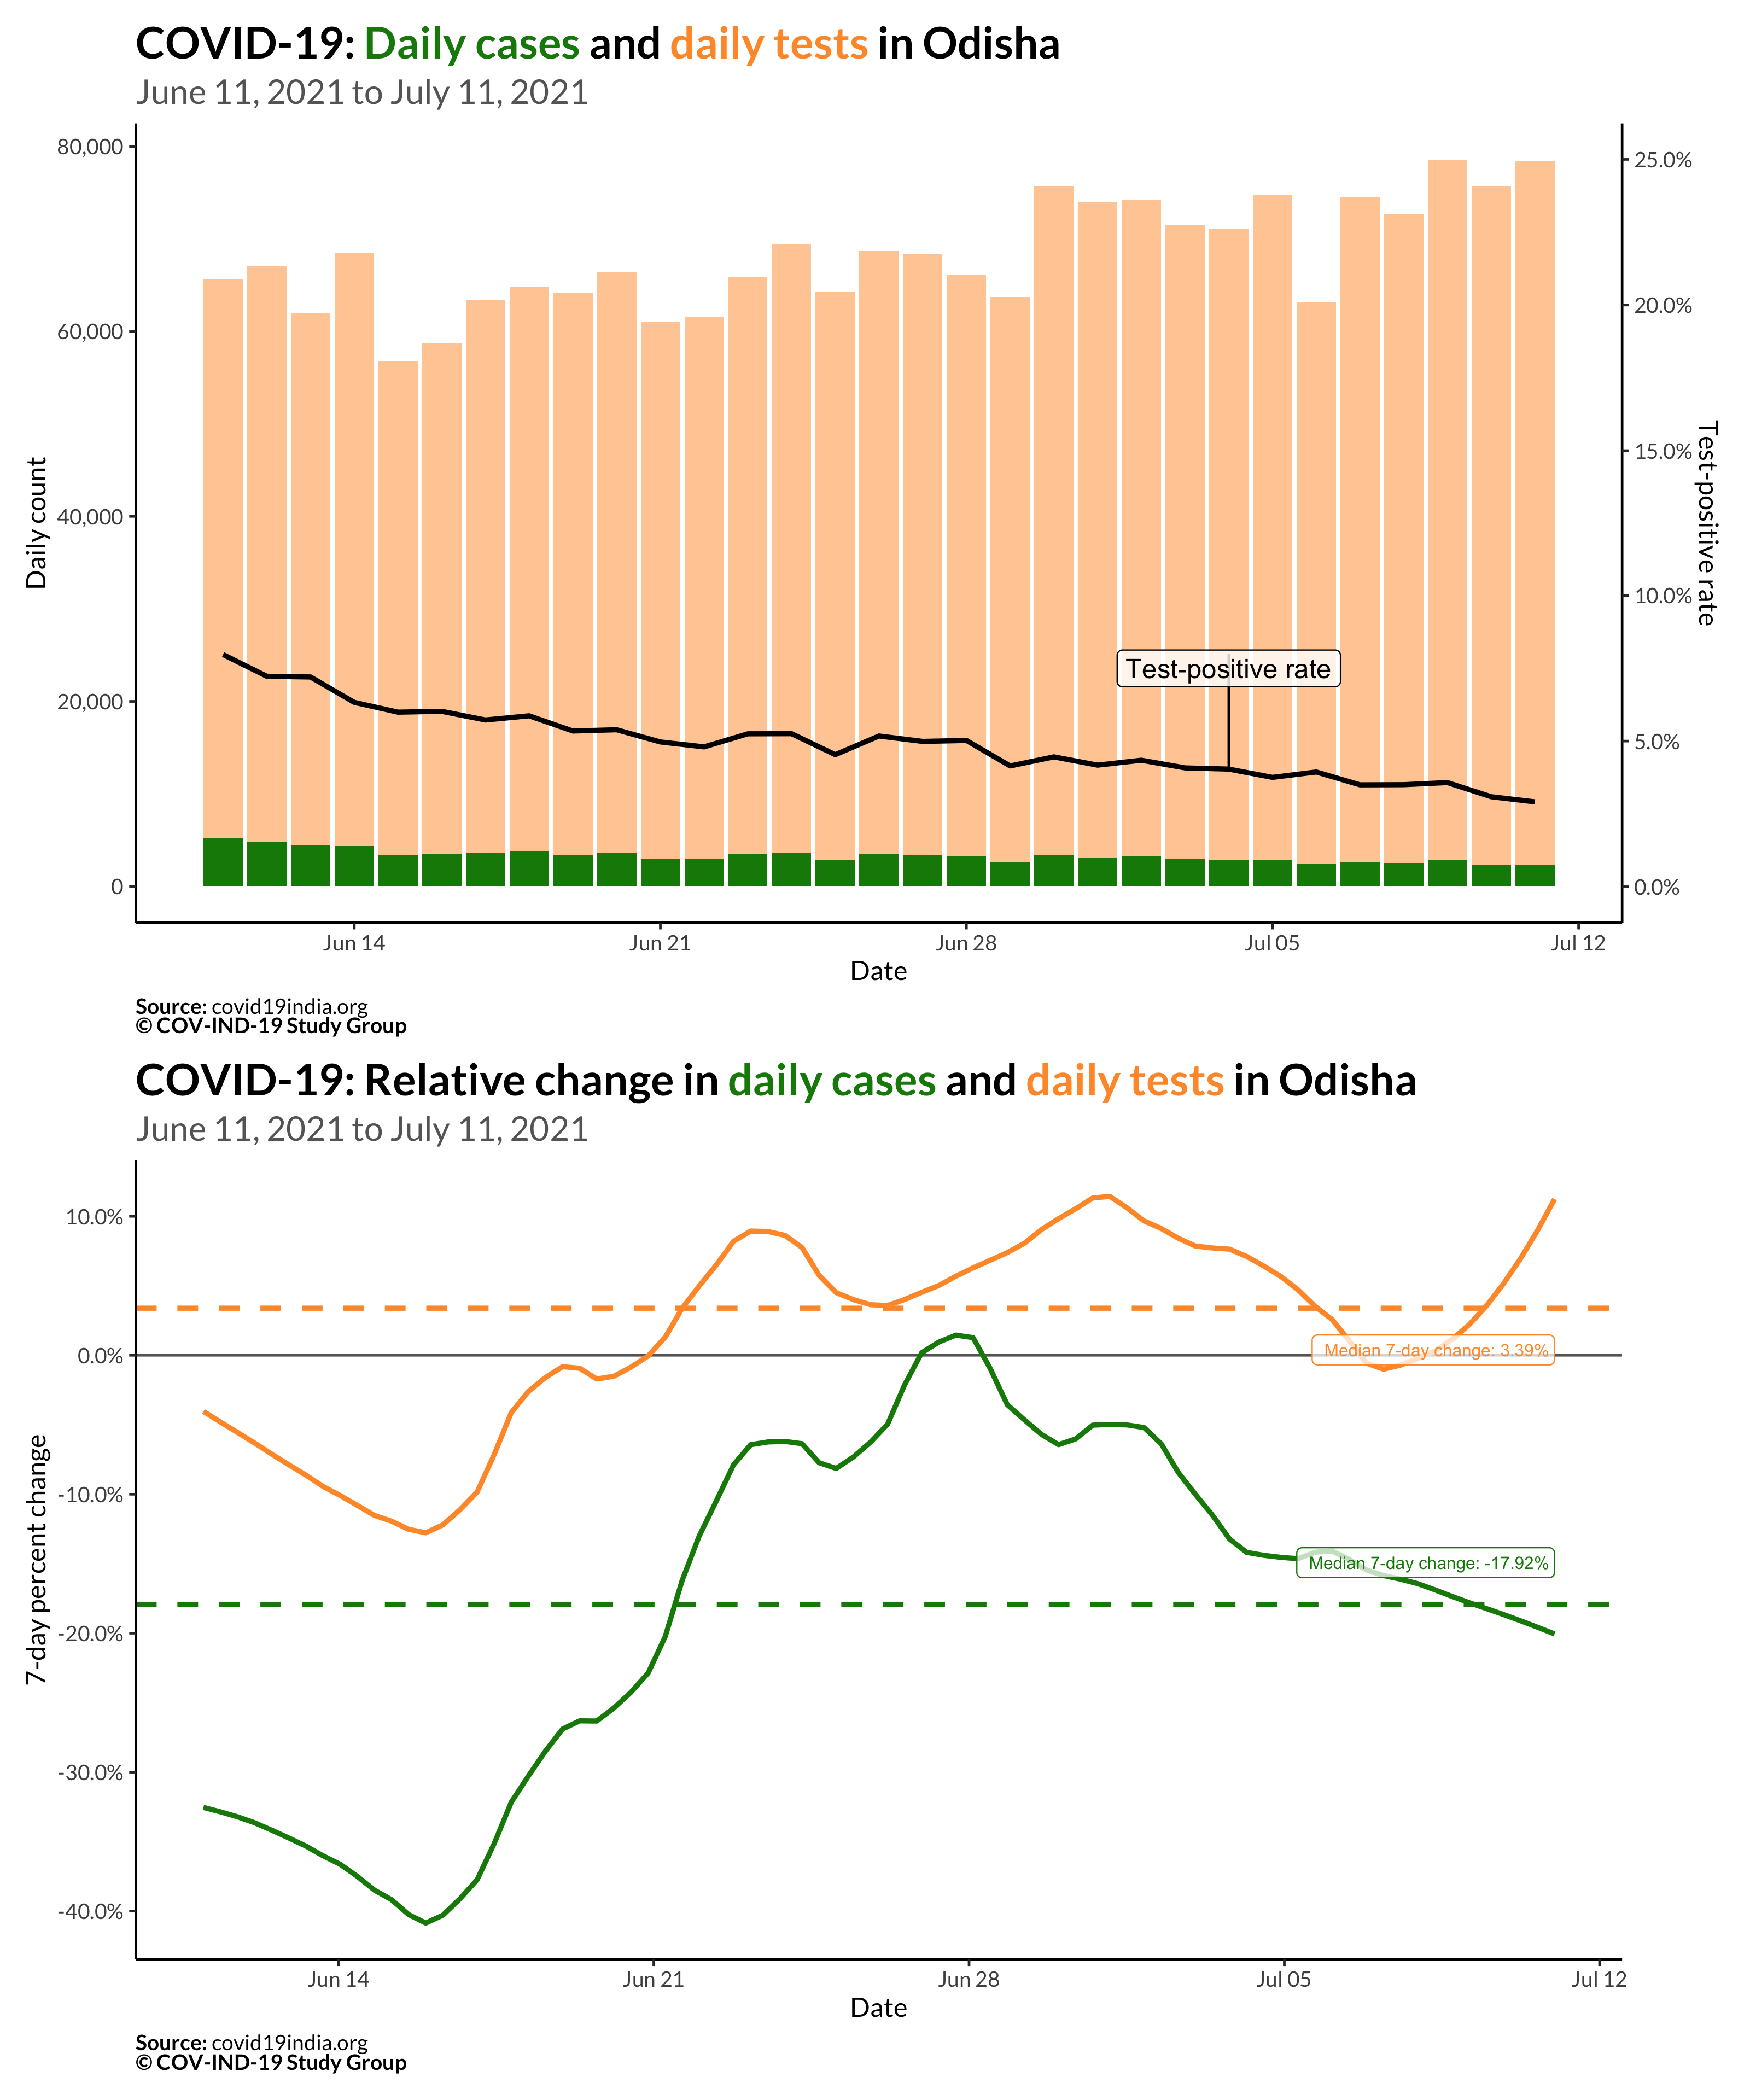 COVID-19: Daily cases and daily tests in Odisha
June 11, 2021 to July 11, 2021
80,000
60,000
40,000
20,000
0
Daily count
25.0%
20.0%
15.0%
10.0%
5.0%
0.0%
Test-positive rate
Test-positive rate
Jun 14
Jun 21
Jun 28
Jul 05
Jul 12
Date
Source: covid19india.org
© COV-IND-19 Study Group
COVID-19: Relative change in daily cases and daily tests in Odisha
June 11, 2021 to July 11, 2021
10.0%
0.0%
-10.0%
-20.0%
-30.0%
-40.0%
7-day percent change
Median 7-day change: 3.39%
Median 7-day change: -17.92%
Jun 14
Jun 21
Jun 28
Jul 05
Jul 12
Date
Source: covid19india.org
© COV-IND-19 Study Group